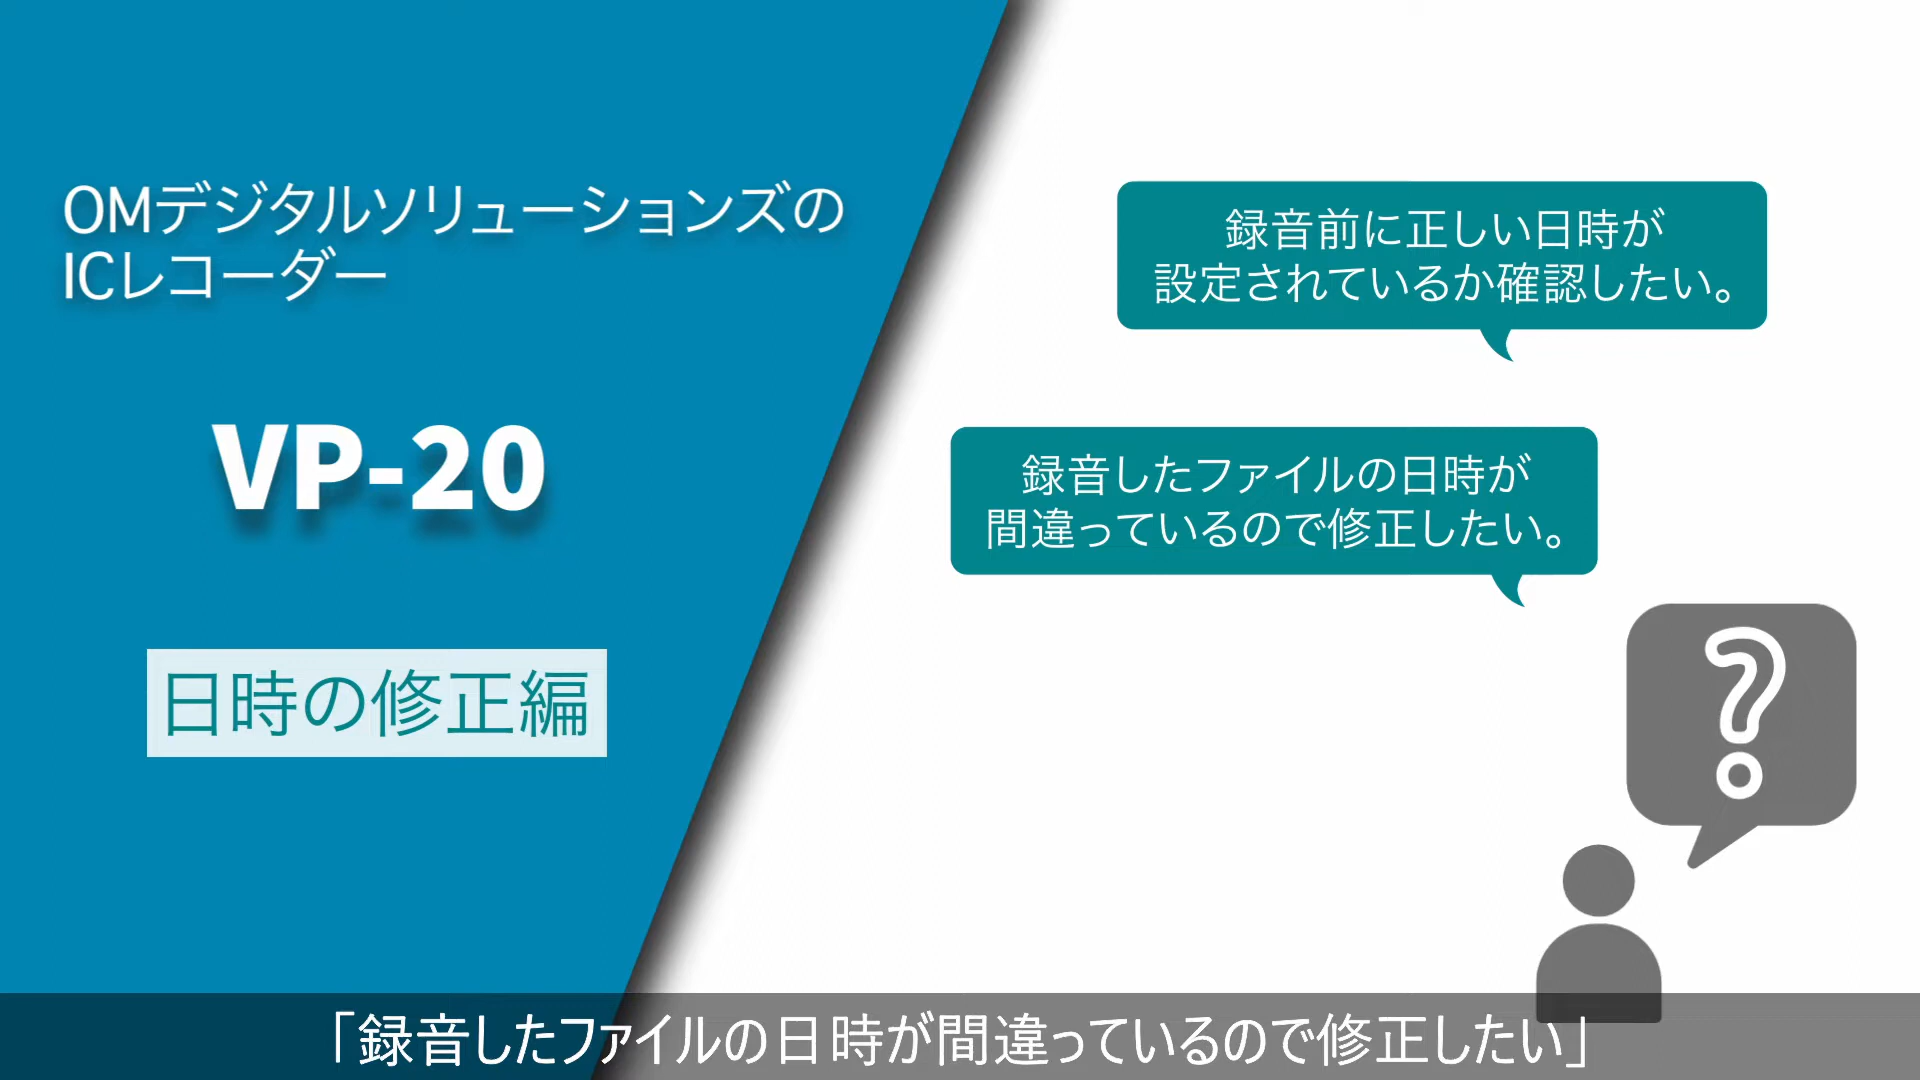 OMデジタルソリューションズの
ICレコーダー
VP-20
日時の修正編
録音前に正しい日時が
設定されているか確認したい。
録音したファイルの日時が
間違っているので修正したい。
?
「録音したファイルの日時が間違っているので修正したい」